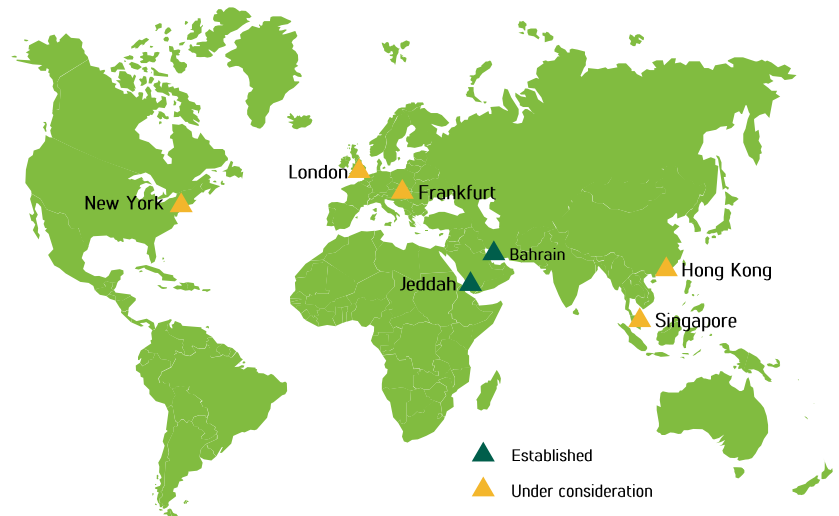 London
Frankfurt
New York
Bahrain
Hong Kong
Jeddah
Singapore
Established
Under consideration